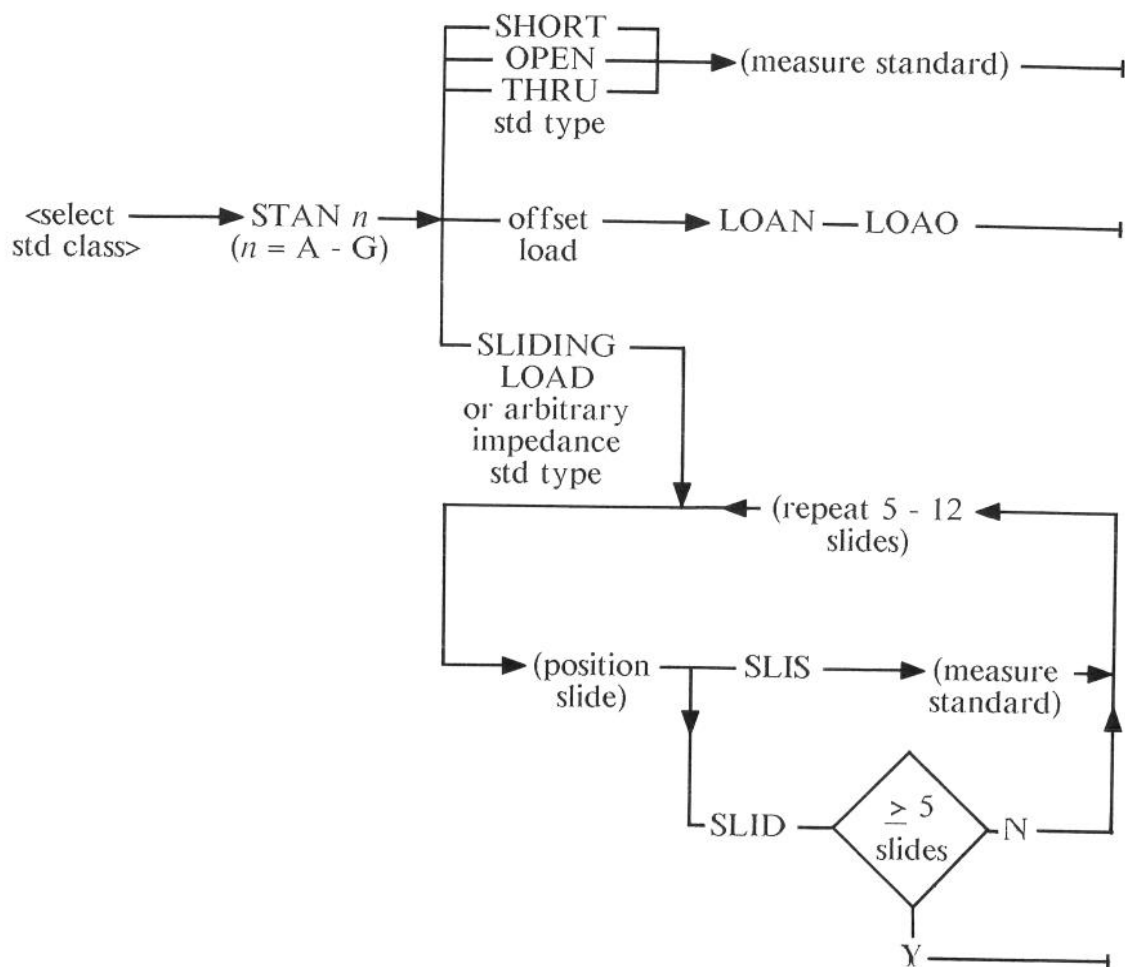 SHORT
OPEN
THRU
std type
(measure standard)
<select
std class>
STAN n
(n = A - G)
offset
load
LOAN
LOAO
SLIDING
LOAD
or arbitrary
impedance
std type
(repeat 5 - 12
slides)
(position
slide)
SLIS
(measure
standard)
SLID
≥ 5
slides
N
Y